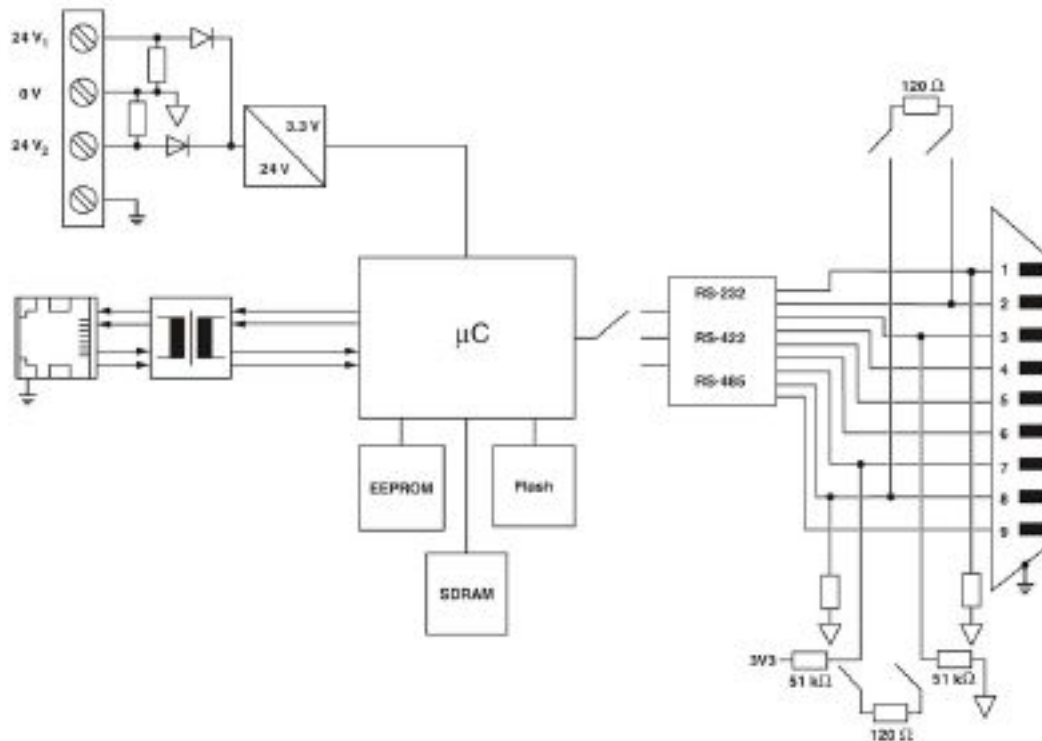 24 V1
0 V
24 V2
3.3 V
24 V
120 Ω
µC
RS-232
RS-422
RS-485
1
2
3
4
5
6
7
8
9
EEPROM
Flash
SDRAM
3V3
51 kΩ
51 kΩ
120 Ω